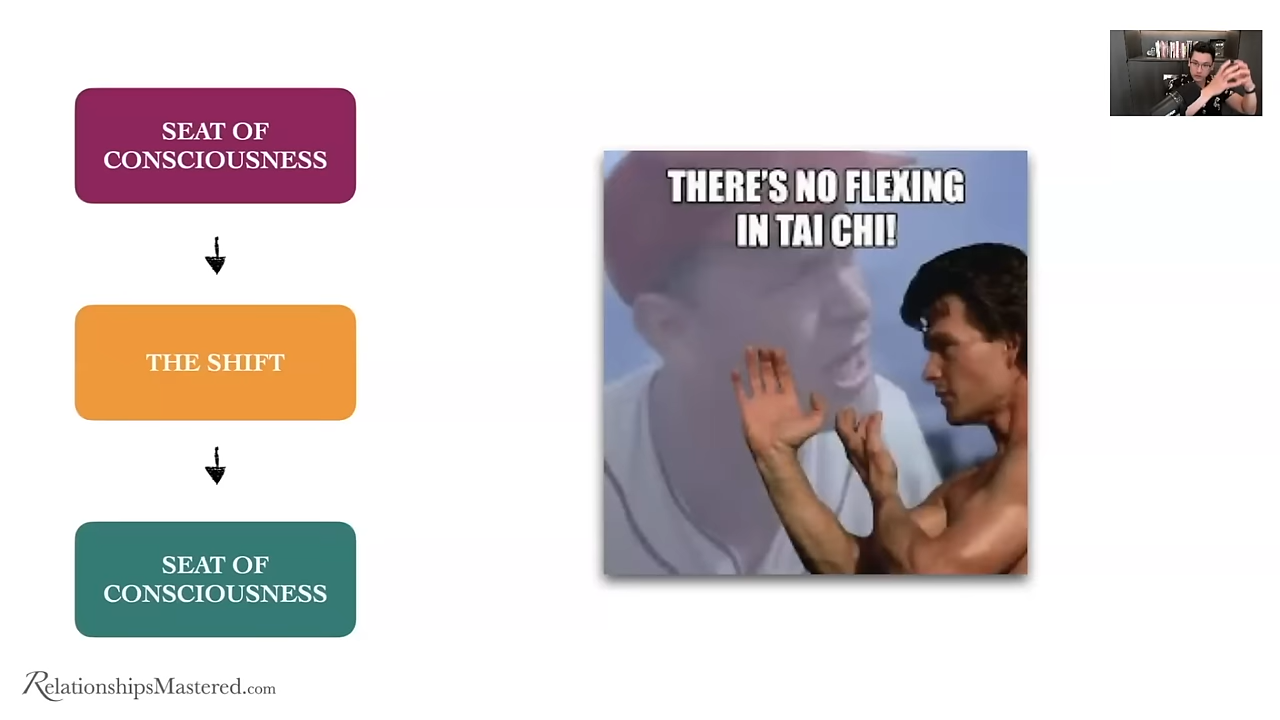 SEAT OF
CONSCIOUSNESS
THE SHIFT
SEAT OF
CONSCIOUSNESS
THERE'S NO FLEXING
IN TAI CHI!
RelationshipsMastered.com